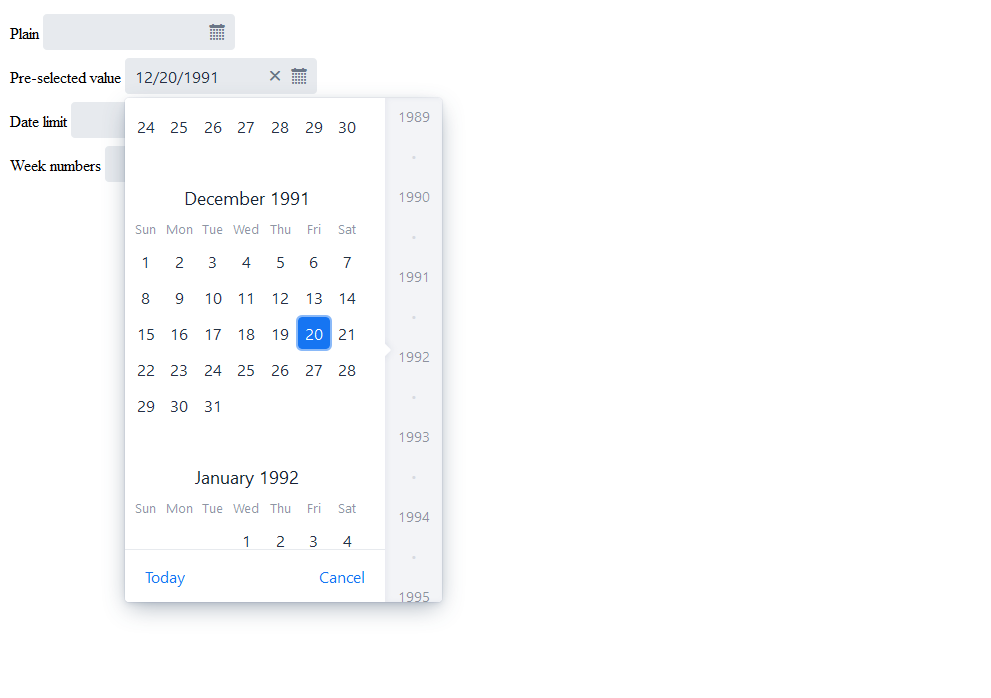 Plain
Pre-selected value 12/20/1991
Date limit
Week numbers
24 25 26 27 28 29 30
December 1991
Sun Mon Tue Wed Thu Fri Sat
1 2 3 4 5 6 7
8 9 10 11 12 13 14
15 16 17 18 19 20 21
22 23 24 25 26 27 28
29 30 31
January 1992
Sun Mon Tue Wed Thu Fri Sat
1 2 3 4
Today Cancel
1989
1990
1991
1992
1993
1994
1995